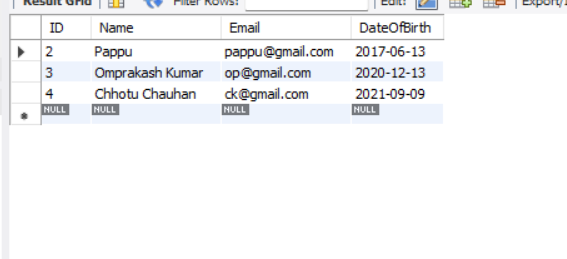 Result Grid Filter Rows: Edit: Export/I
ID Name Email DateOfBirth
2 Pappu pappu@gmail.com 2017-06-13
3 Omprakash Kumar op@gmail.com 2020-12-13
4 Chhotu Chauhan ck@gmail.com 2021-09-09
NULL NULL NULL NULL